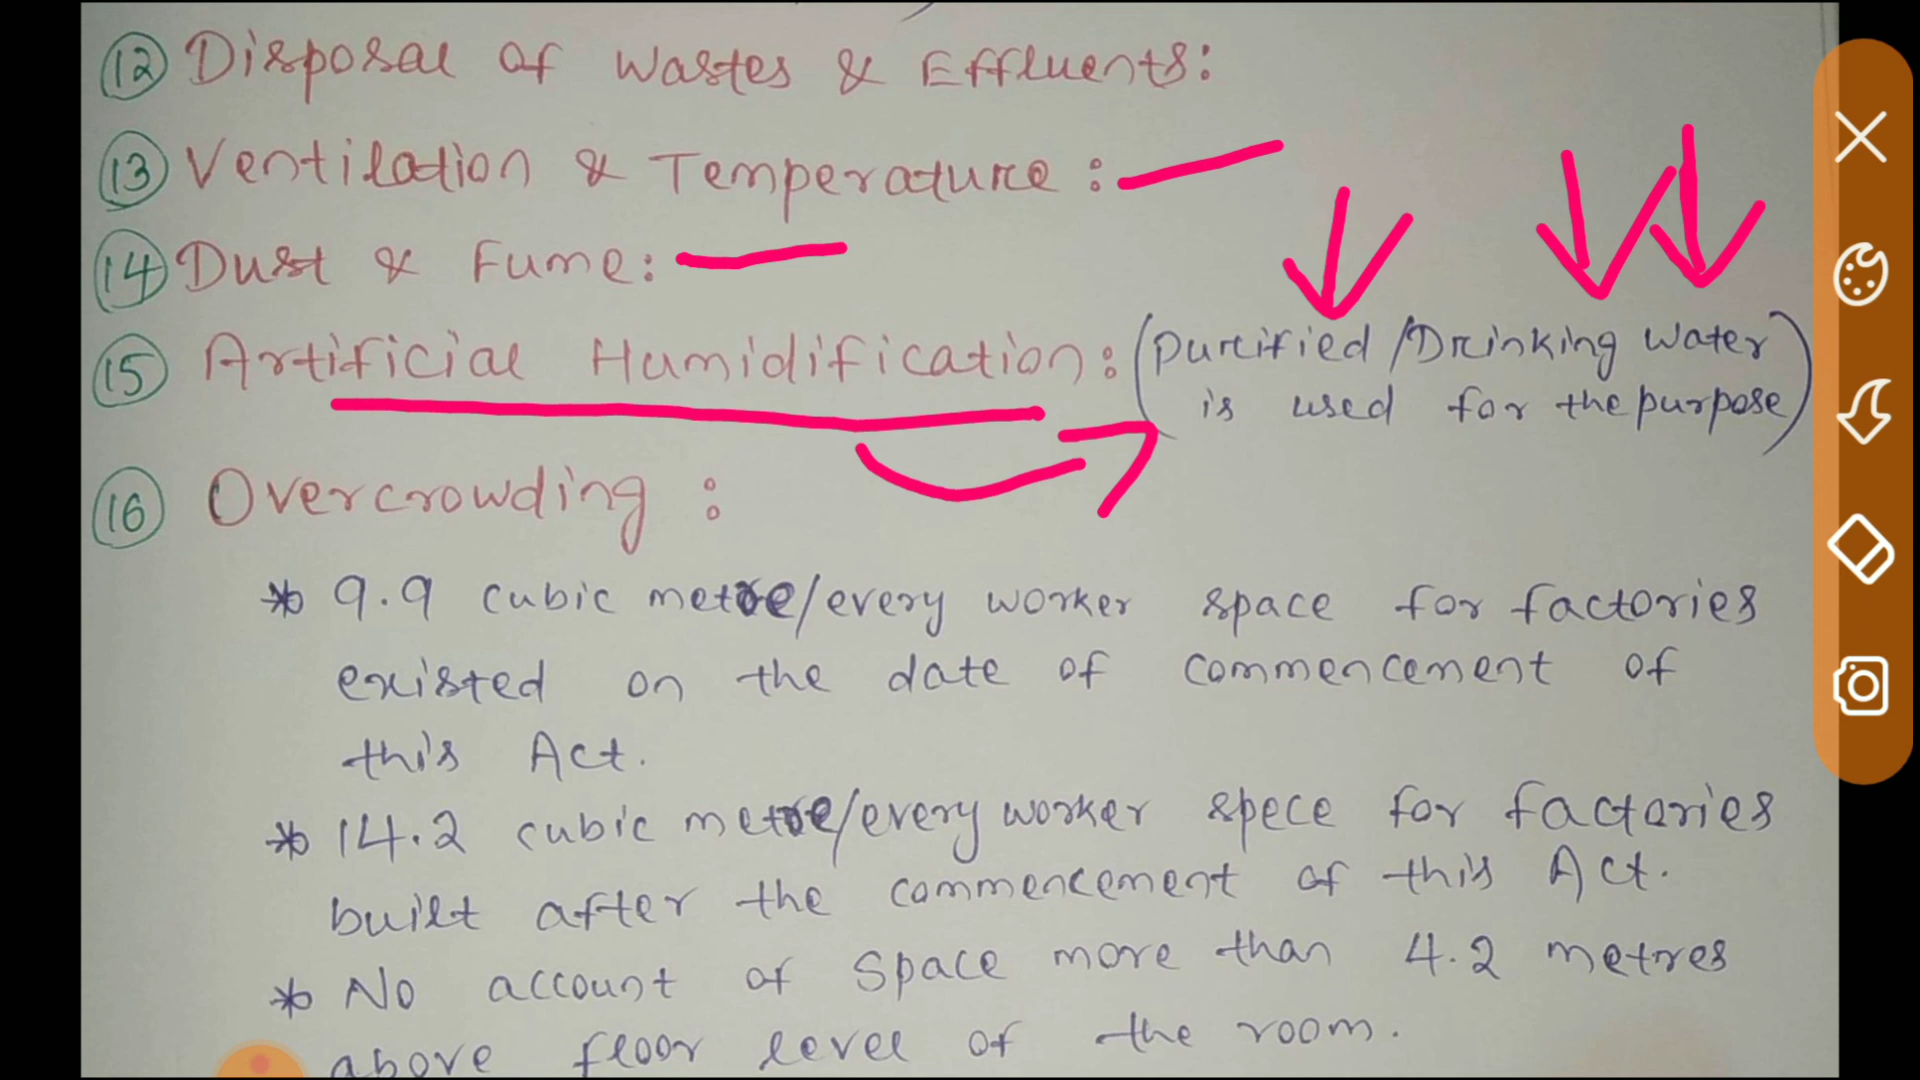 12 Disposal of Wastes & Effluents:
13 Ventilation & Temperature :
14 Dust & Fume:
15 Artificial Humidification: (Purified/Drinking Water
is used for the purpose)
16 Overcrowding :
* 9.9 cubic metre/every worker space for factories
existed on the date of commencement of
this Act.
* 14.2 cubic metre/every worker spece for factories
built after the commencement of this Act.
* No account of space more than 4.2 metres
above floor level of the room.